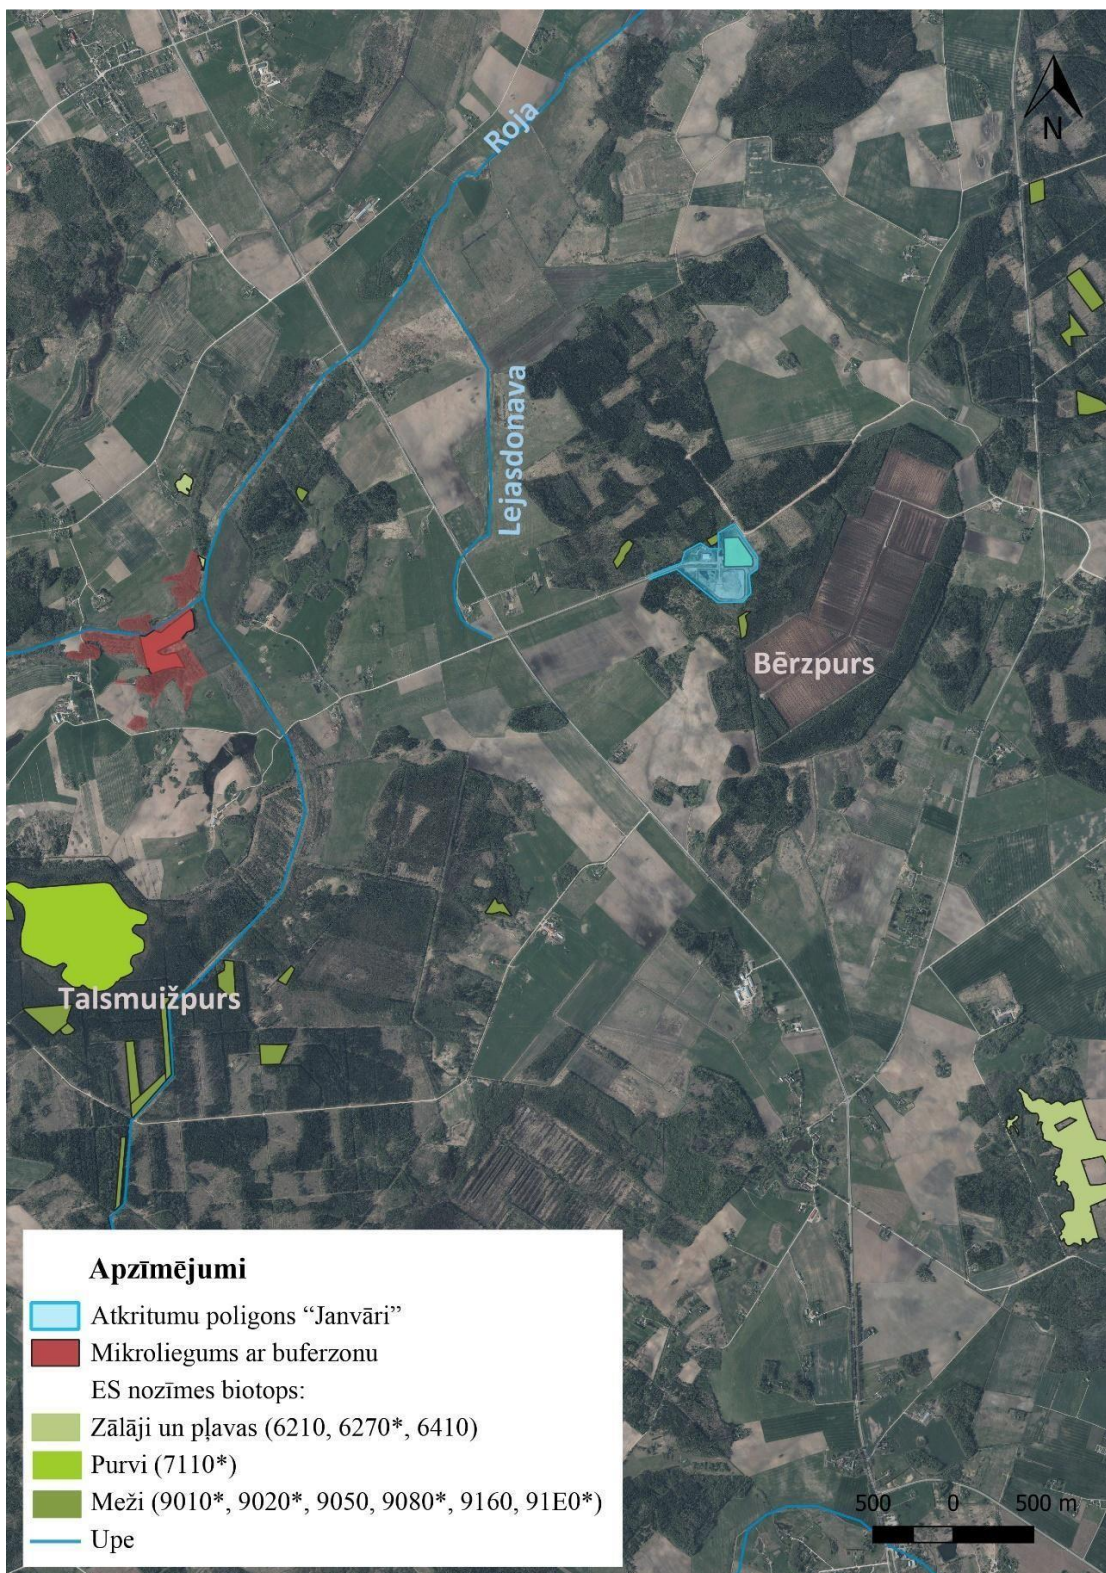 N
Roja
Lejasdonava
Bērzpurs
Talsmuižpurs
Apzīmējumi
Atkritumu poligons “Janvāri”
Mikroliegums ar buferzonu
ES nozīmes biotops:
Zālāji un pļavas (6210, 6270*, 6410)
Purvi (7110*)
Meži (9010*, 9020*, 9050, 9080*, 9160, 91E0*)
Upe
500 0 500 m